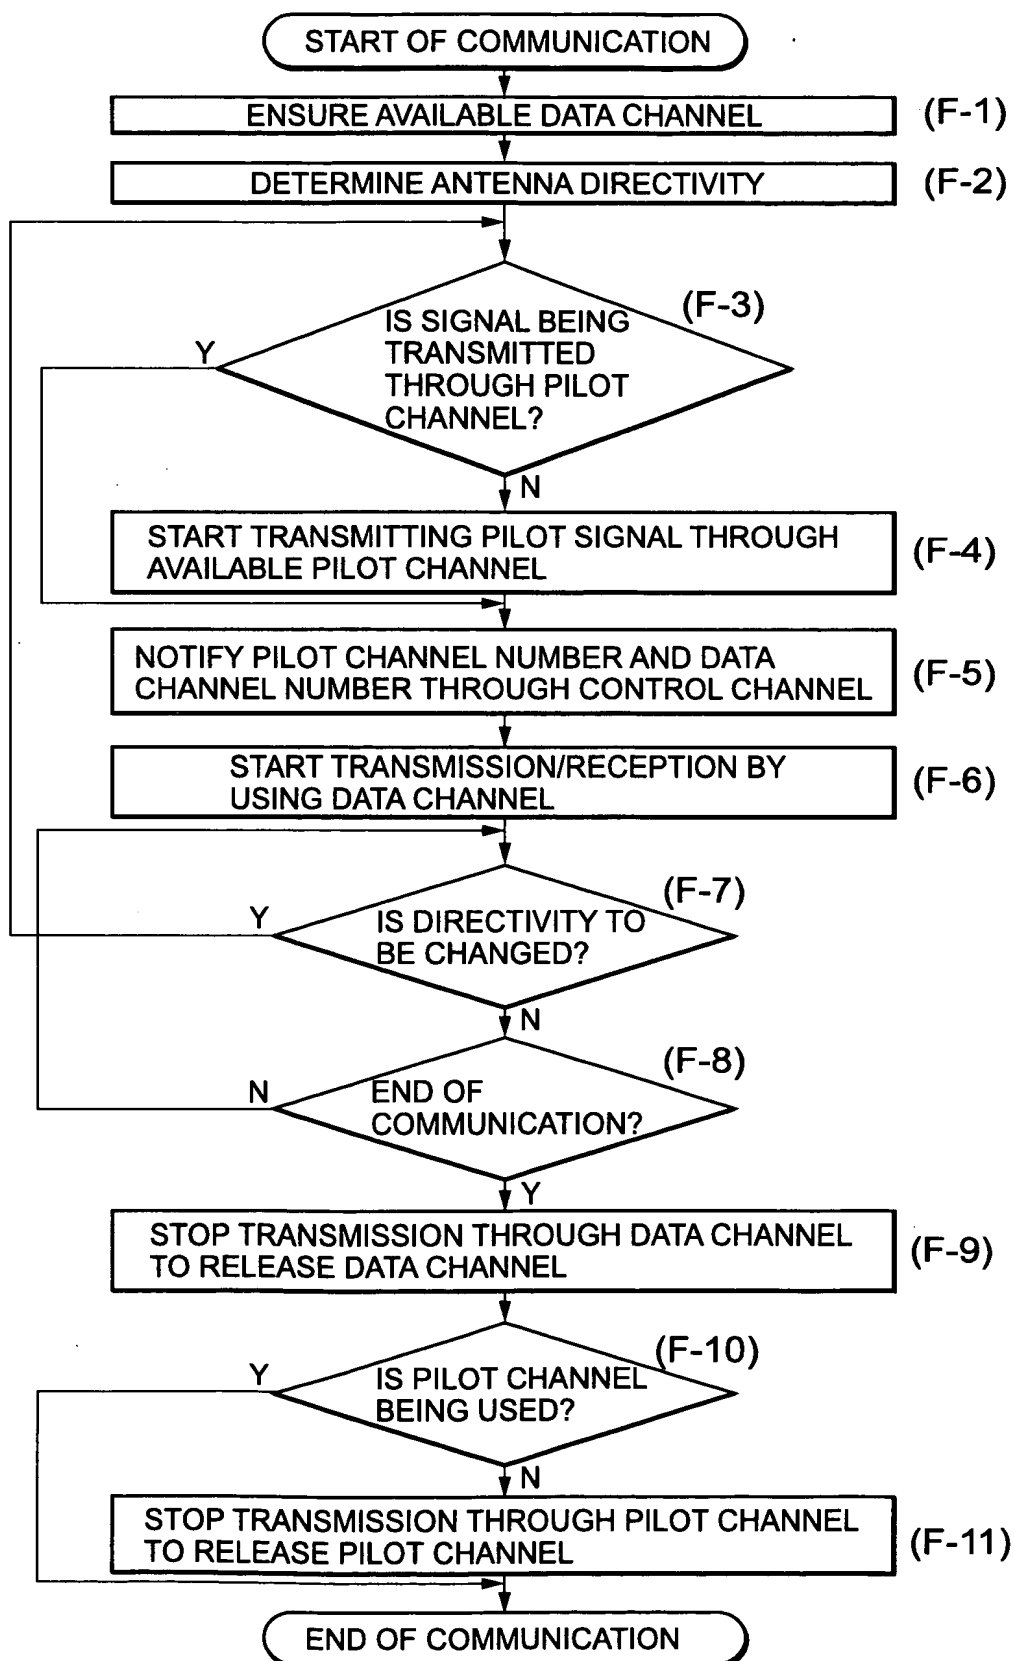 START OF COMMUNICATION
ENSURE AVAILABLE DATA CHANNEL
(F-1)
DETERMINE ANTENNA DIRECTIVITY
(F-2)
(F-3)
IS SIGNAL BEING
TRANSMITTED
THROUGH PILOT
CHANNEL?
Y
N
START TRANSMITTING PILOT SIGNAL THROUGH
AVAILABLE PILOT CHANNEL
(F-4)
NOTIFY PILOT CHANNEL NUMBER AND DATA
CHANNEL NUMBER THROUGH CONTROL CHANNEL
(F-5)
START TRANSMISSION/RECEPTION BY
USING DATA CHANNEL
(F-6)
(F-7)
Y
IS DIRECTIVITY TO
BE CHANGED?
N
(F-8)
N
END OF
COMMUNICATION?
Y
STOP TRANSMISSION THROUGH DATA CHANNEL
TO RELEASE DATA CHANNEL
(F-9)
(F-10)
Y
IS PILOT CHANNEL
BEING USED?
N
STOP TRANSMISSION THROUGH PILOT CHANNEL
TO RELEASE PILOT CHANNEL
(F-11)
END OF COMMUNICATION